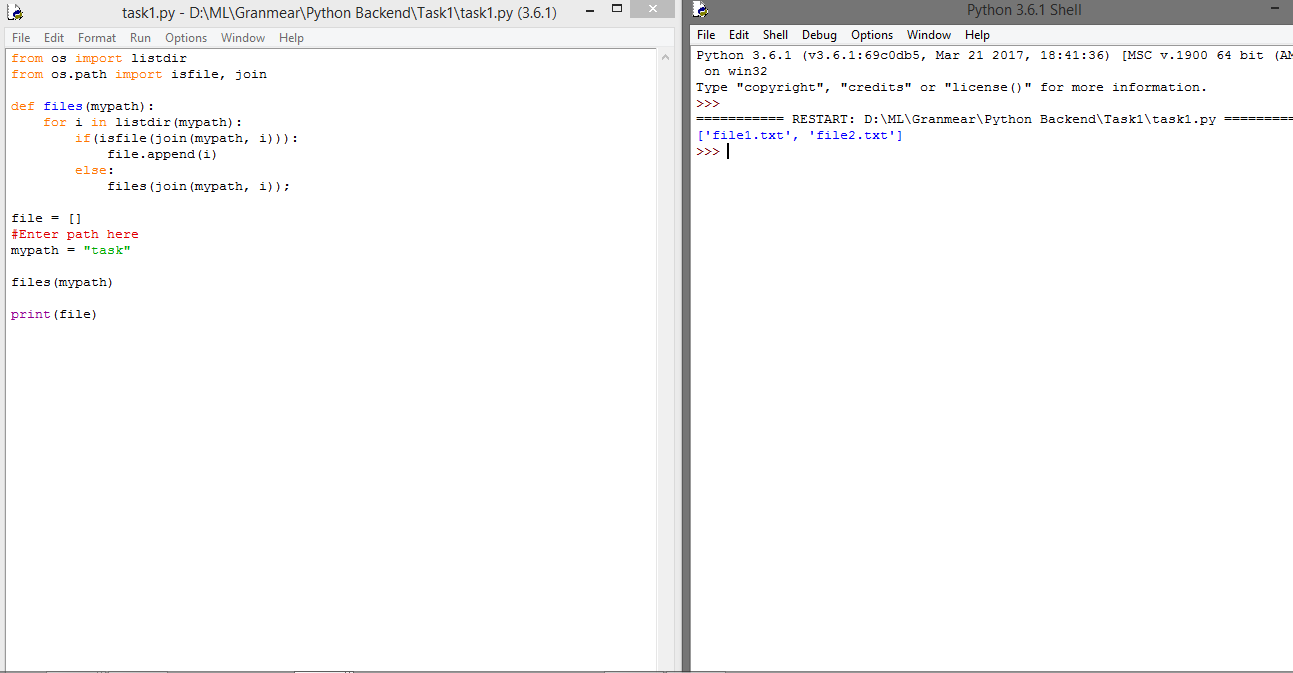 task1.py - D:\ML\Granmear\Python Backend\Task1\task1.py (3.6.1)
File Edit Format Run Options Window Help
from os import listdir
from os.path import isfile, join
def files(mypath):
    for i in listdir(mypath):
        if(isfile(join(mypath, i))):
            file.append(i)
        else:
            files(join(mypath, i));
file = []
#Enter path here
mypath = "task"
files(mypath)
print(file)
Python 3.6.1 Shell
File Edit Shell Debug Options Window Help
Python 3.6.1 (v3.6.1:69c0db5, Mar 21 2017, 18:41:36) [MSC v.1900 64 bit (AM
on win32
Type "copyright", "credits" or "license()" for more information.
>>>
=========== RESTART: D:\ML\Granmear\Python Backend\Task1\task1.py =========
['file1.txt', 'file2.txt']
>>>